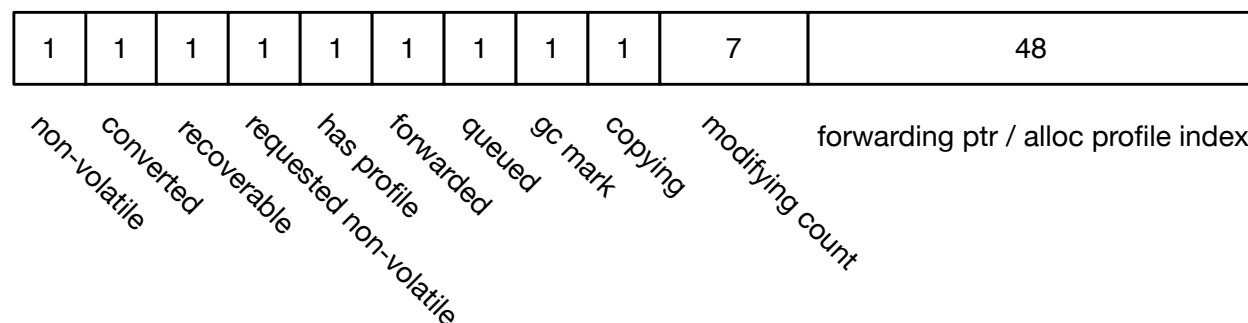 1 1 1 1 1 1 1 1 1 7 48
non-volatile
converted
recoverable
requested non-volatile
has profile
forwarded
queued
gc mark
copying
modifying count
forwarding ptr / alloc profile index